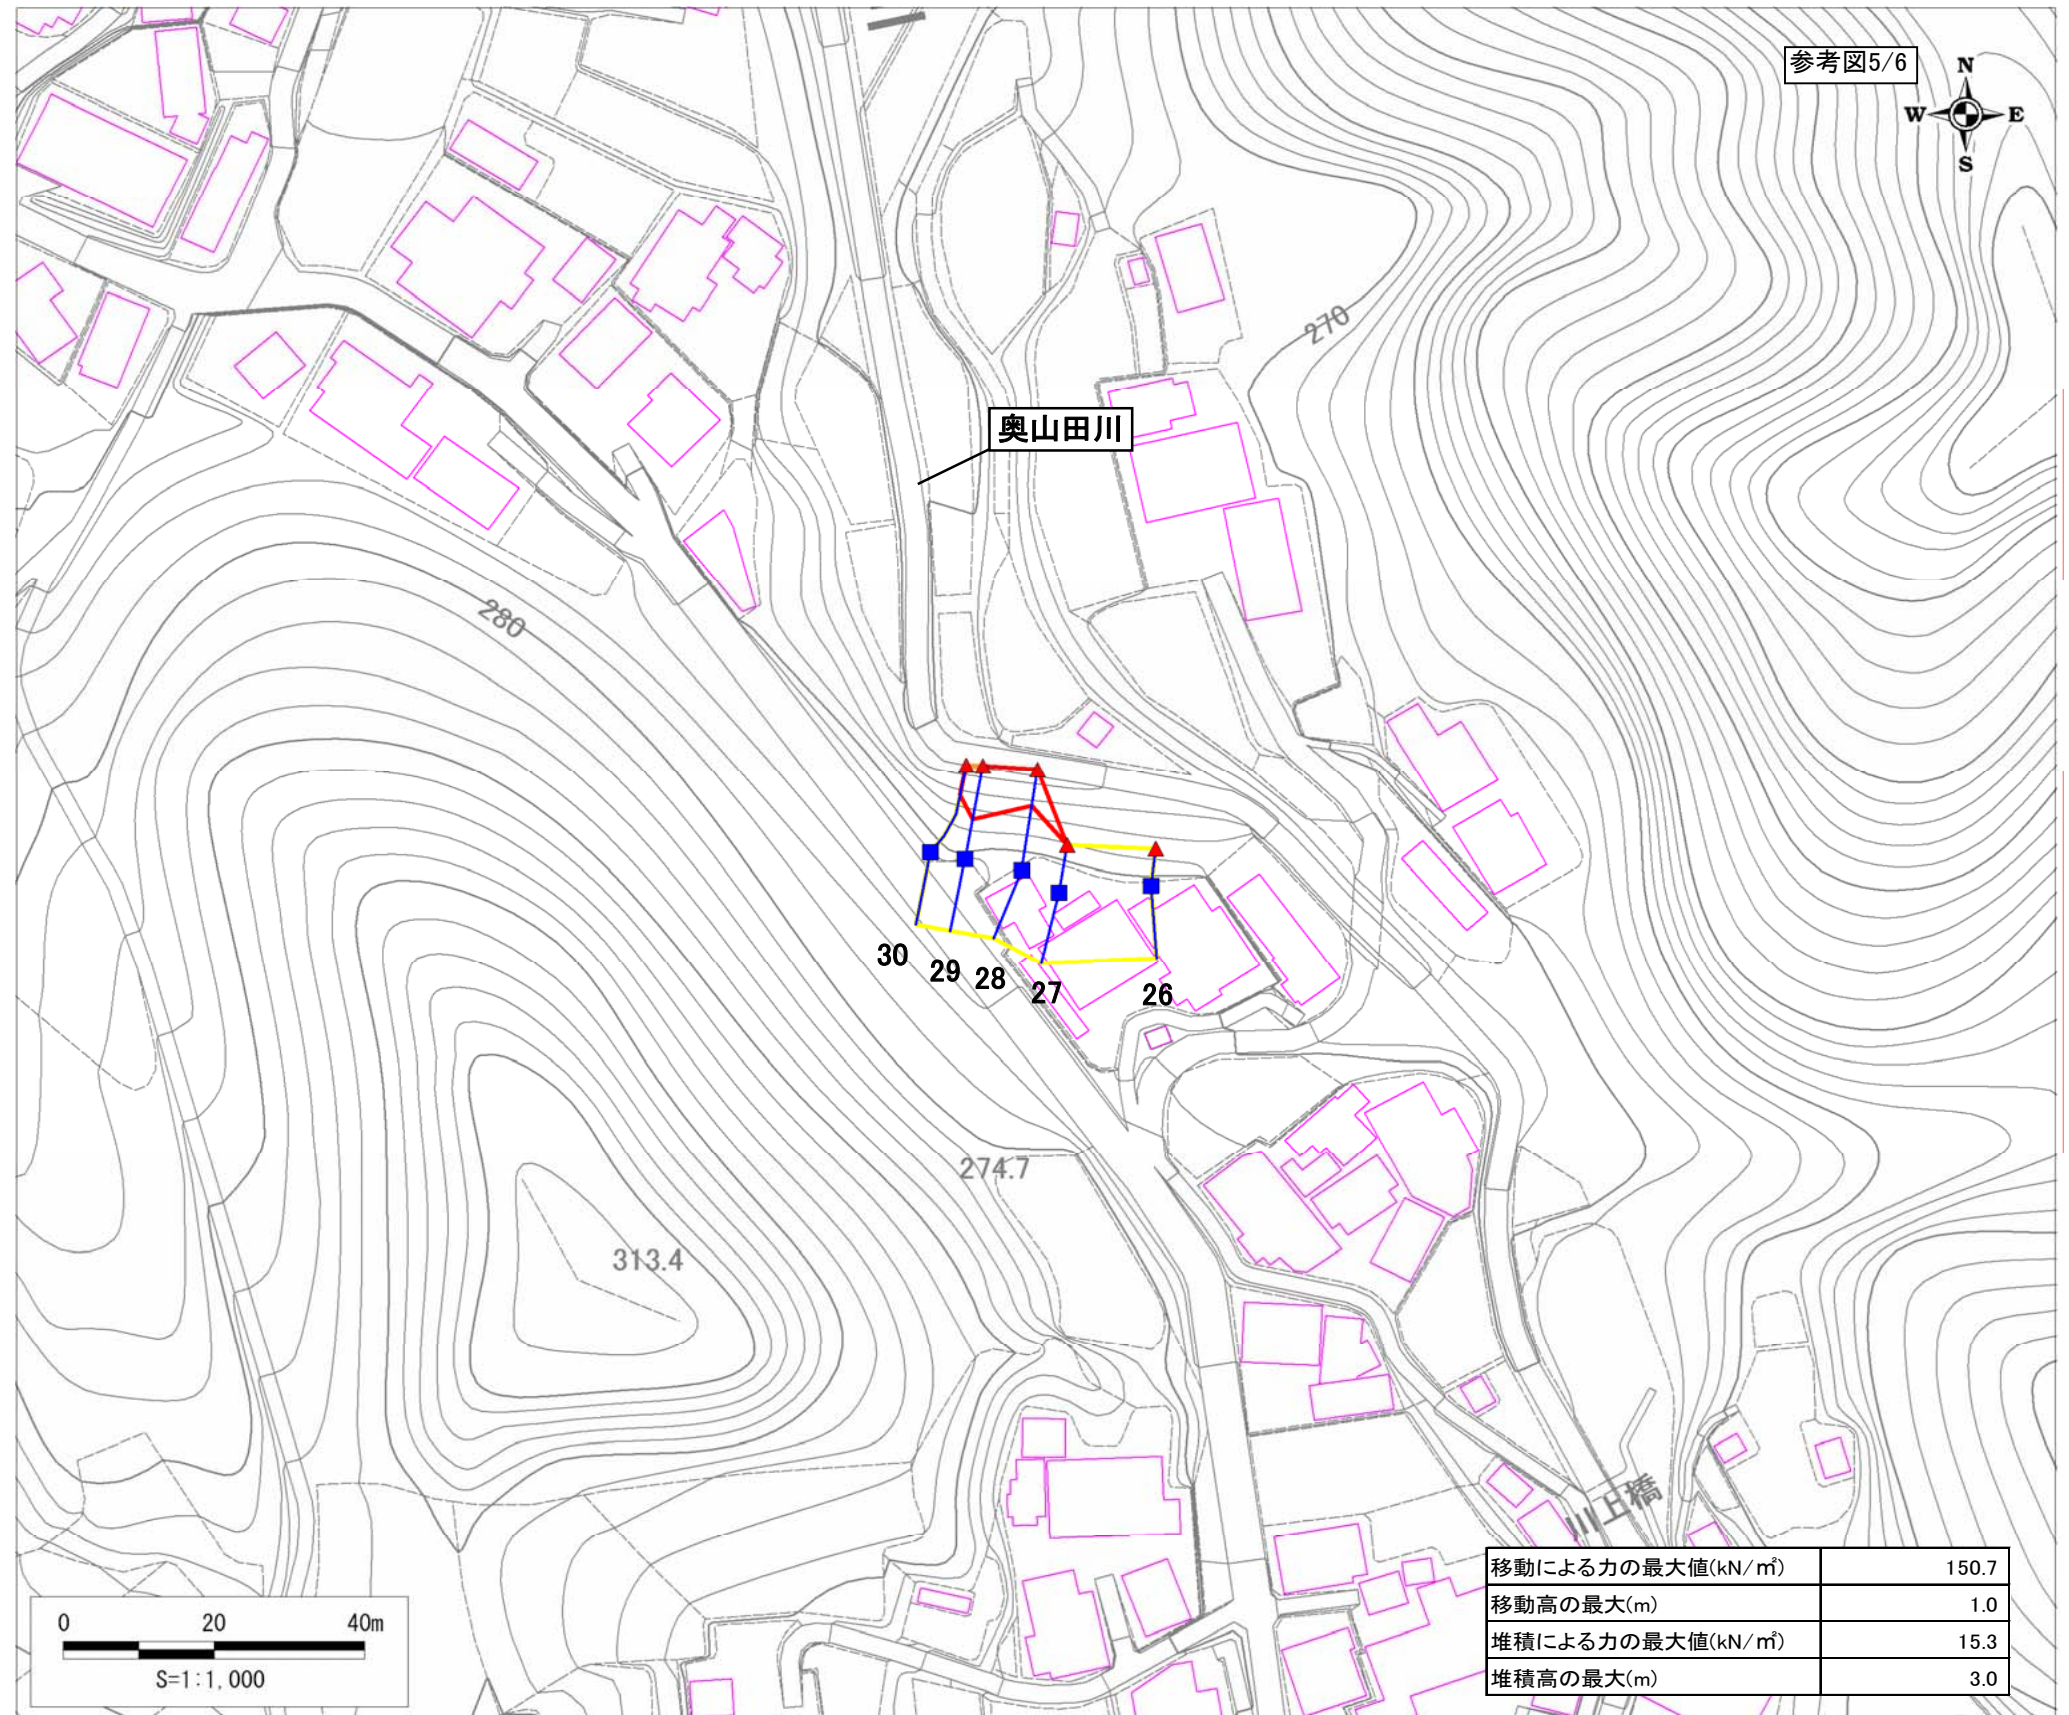 参考図5/6
N
W E
S
270
奥山田川
280
30
29
28
27
26
274.7
313.4
川上橋
移動による力の最大値(kN/㎡) 150.7
移動高の最大(m) 1.0
堆積による力の最大値(kN/㎡) 15.3
堆積高の最大(m) 3.0
0 20 40m
S=1:1,000